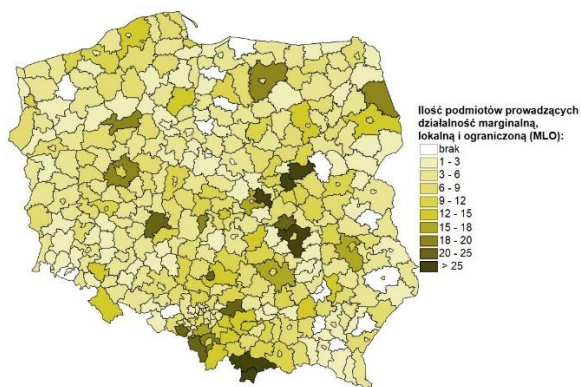 Ilość podmiotów prowadzących
działalność marginalną,
lokalną i ograniczoną (MLO):
brak
1 - 3
3 - 6
6 - 9
9 - 12
12 - 15
15 - 18
18 - 20
20 - 25
> 25